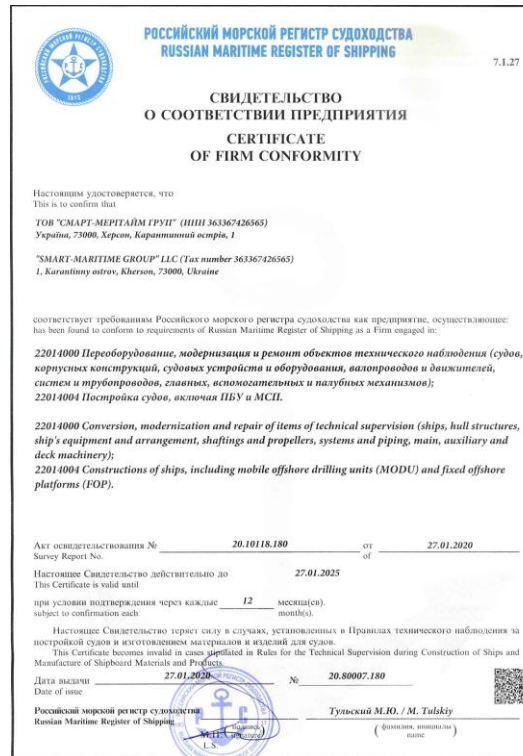 РОССИЙСКИЙ МОРСКОЙ РЕГИСТР СУДОХОДСТВА
RUSSIAN MARITIME REGISTER OF SHIPPING
7.1.27
СВИДЕТЕЛЬСТВО
О СООТВЕТСТВИИ ПРЕДПРИЯТИЯ
CERTIFICATE
OF FIRM CONFORMITY
Настоящим удостоверяется, что
This is to confirm that
ТОВ "СМАРТ-МЕРІТАЙМ ГРУП" (ИНН 363367426565)
Україна, 73000, Херсон, Карантинний острів, 1
"SMART-MARITIME GROUP" LLC (Tax number 363367426565)
1, Karantinny ostrov, Kherson, 73000, Ukraine
соответствует требованиям Российского морского регистра судоходства как предприятие, осуществляющее:
has been found to conform to requirements of Russian Maritime Register of Shipping as a Firm engaged in:
22014000 Переоборудование, модернизация и ремонт объектов технического наблюдения (судов,
корпусных конструкций, судовых устройств и оборудования, валопроводов и движителей,
систем и трубопроводов, главных, вспомогательных и палубных механизмов);
22014004 Постройка судов, включая ПБУ и МСП.
22014000 Conversion, modernization and repair of items of technical supervision (ships, hull structures,
ship's equipment and arrangement, shaftings and propellers, systems and piping, main, auxiliary and
deck machinery);
22014004 Constructions of ships, including mobile offshore drilling units (MODU) and fixed offshore
platforms (FOP).
Акт освидетельствования № 20.10118.180 от 27.01.2020
Survey Report No. of
Настоящее Свидетельство действительно до 27.01.2025
This Certificate is valid until
при условии подтверждения через каждые 12 месяца(ев).
subject to confirmation each month(s).
Настоящее Свидетельство теряет силу в случаях, установленных в Правилах технического наблюдения за
постройкой судов и изготовлением материалов и изделий для судов.
This Certificate becomes invalid in cases stipulated in Rules for the Technical Supervision during Construction of Ships and
Manufacture of Shipboard Materials and Products.
Дата выдачи 27.01.2020 № 20.80007.180
Date of issue
Российский морской регистр судоходства Тульский М.Ю. / M. Tulskiy
Russian Maritime Register of Shipping
М.П. (подпись signature) (фамилия, инициалы name)
L.S.